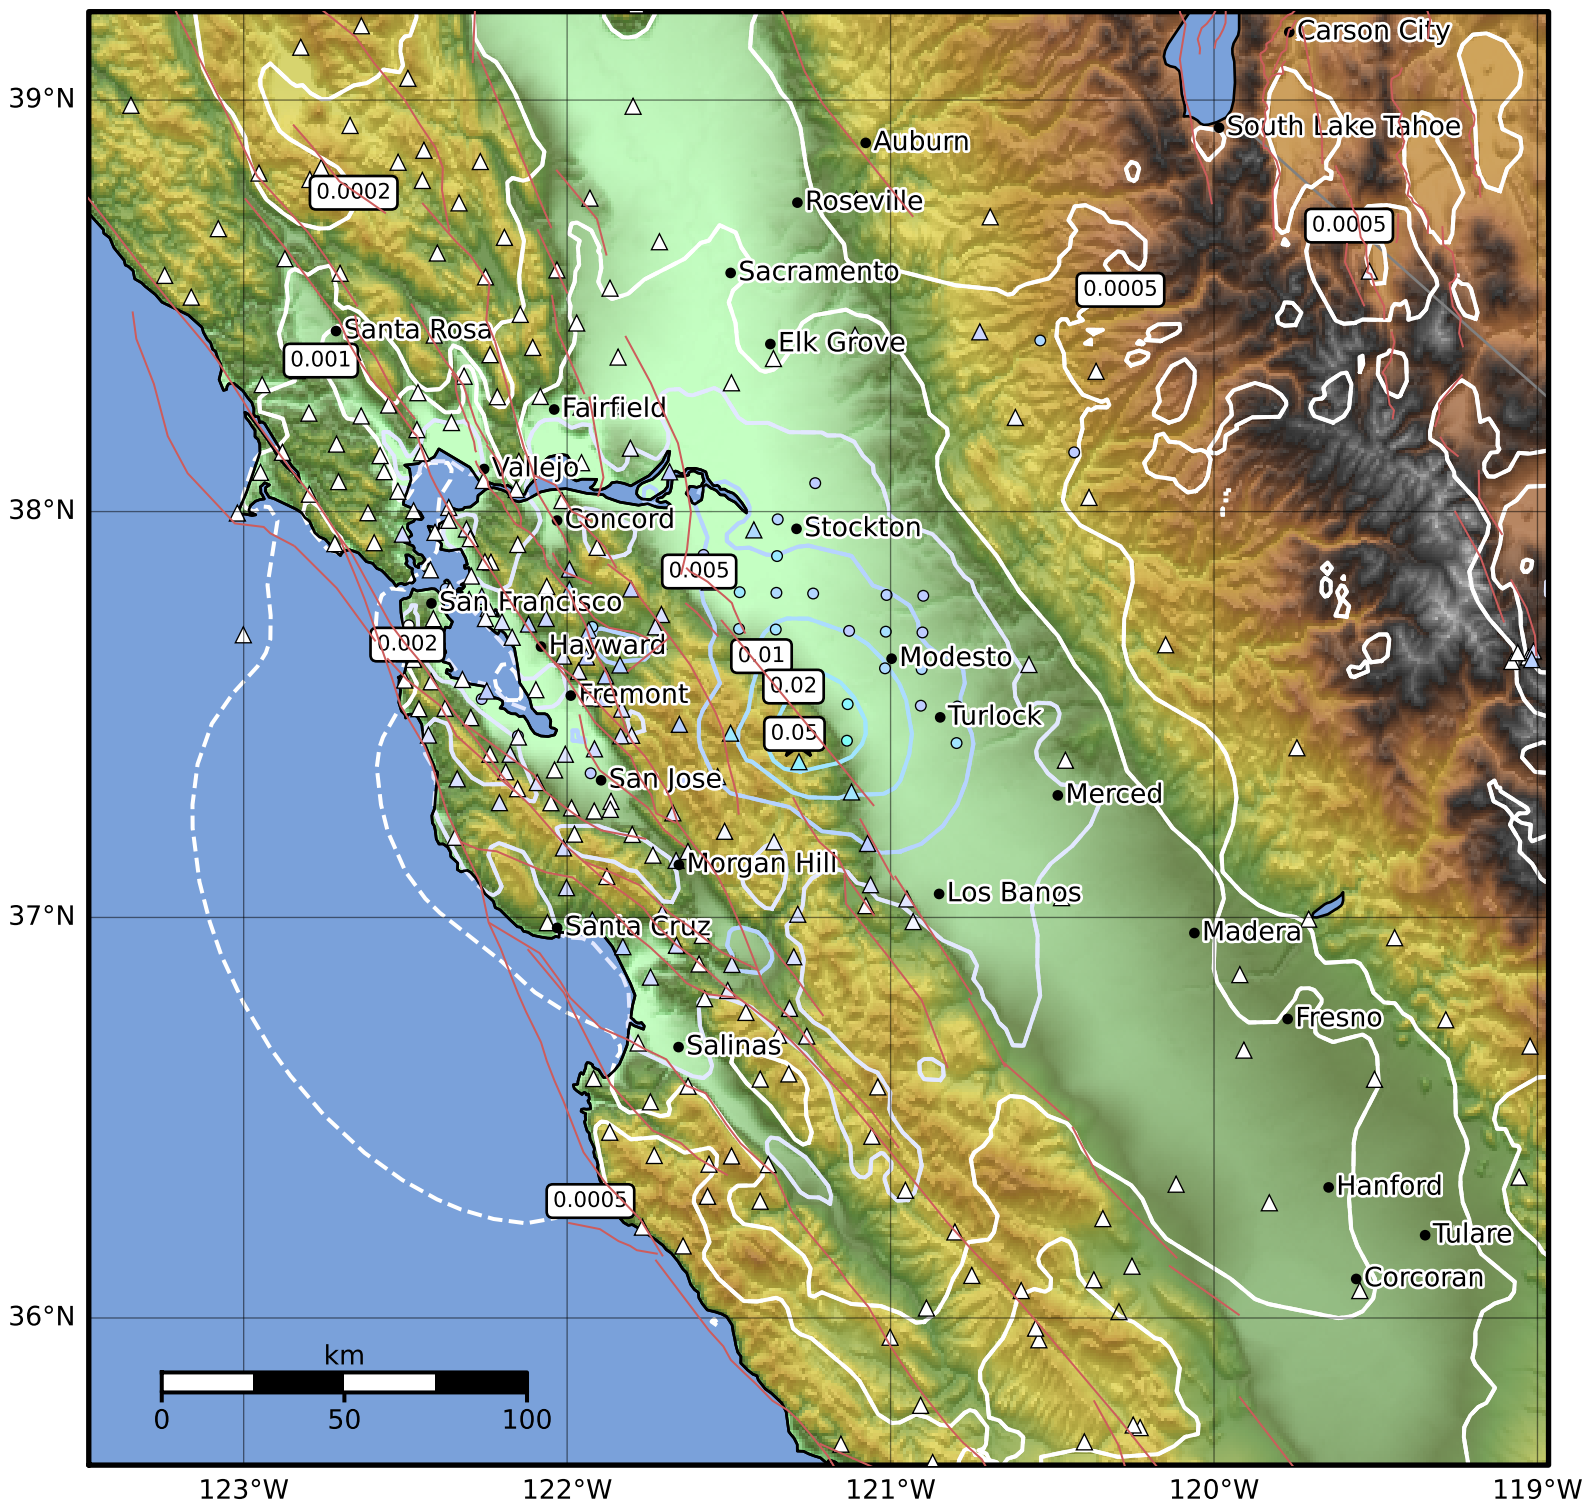 Carson City
39°N
South Lake Tahoe
Auburn
0.0002
Roseville
0.0005
Sacramento
0.0005
Santa Rosa
Elk Grove
0.001
Fairfield
Vallejo
38°N
Concord
Stockton
0.005
San Francisco
0.002
Hayward
0.01
Modesto
0.02
Fremont
Turlock
0.05
San Jose
Merced
Morgan Hill
Los Banos
37°N
Santa Cruz
Madera
Fresno
Salinas
Hanford
0.0005
Tulare
Corcoran
36°N
km
0 50 100
123°W 122°W 121°W 120°W 119°W